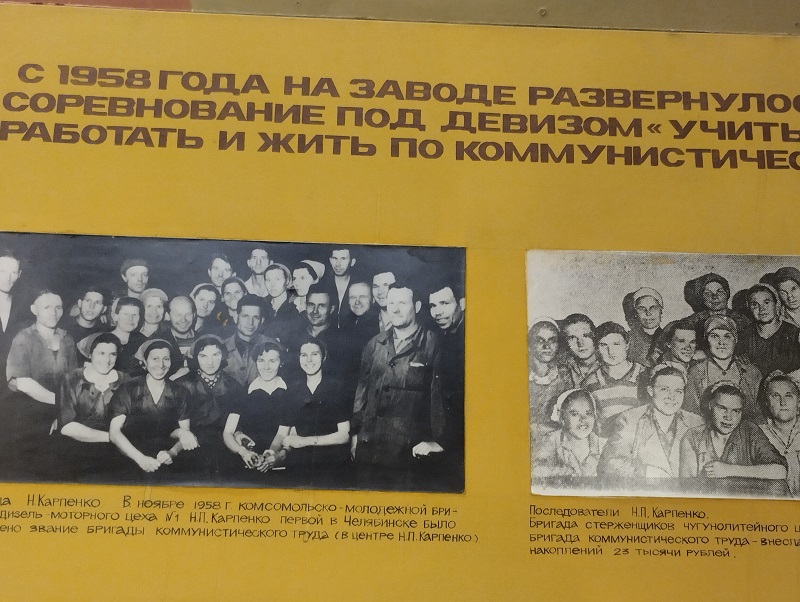 С 1958 ГОДА НА ЗАВОДЕ РАЗВЕРНУЛОС
СОРЕВНОВАНИЕ ПОД ДЕВИЗОМ « УЧИТЬ
РАБОТАТЬ И ЖИТЬ ПО КОММУНИСТИЧЕС
да Н.Карпенко В ноябре 1958 г комсомольско-молодежной бри-
дизель-моторного цеха №1 Н.П. Карпенко первой в Челябинске было
ено звание бригады коммунистического труда (в центре Н.П. Карпенко)
Последователи Н.П. Карпенко.
Бригада стерженщиков чугунолитейного ц
бригада коммунистического труда - внесла
накоплений 23 тысячи рублей.